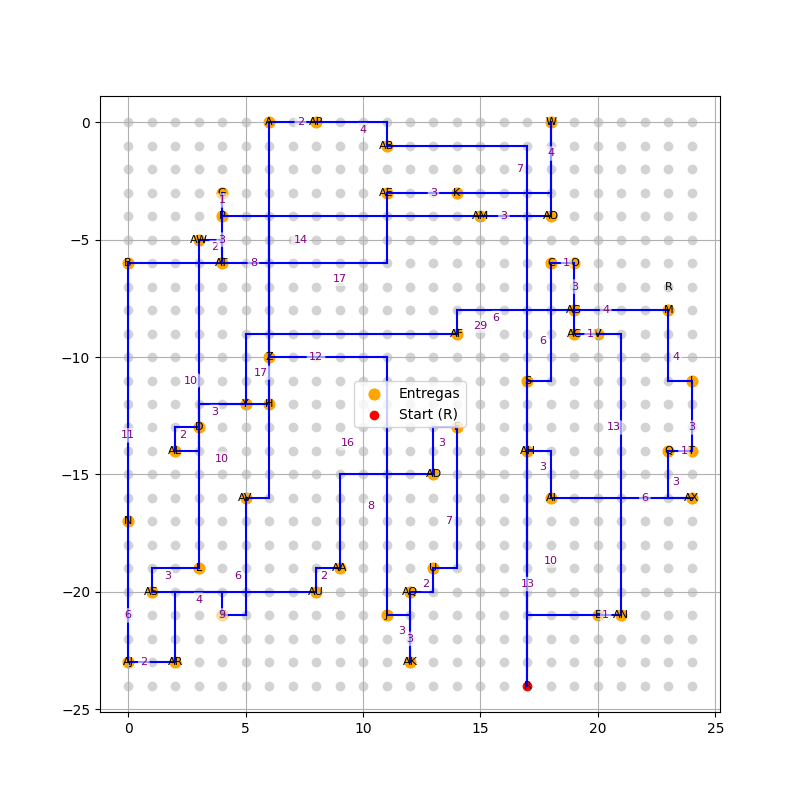 0
A 2 AP W
4
AB 4
7
G
1
AE 3 K
P AM 3 AO
−5
AW 3 14
2
B AT 8 C 1 O
17 3 R
6 AG 4 M
29
AF 6 AC 1 V
−10
Z 12 4
17
10 S
Entregas
3 Y H
Start (R)
11 D 13 3
2 16 3
AL AH Q 1 T
10 3
−15
AD 3
AV AI 6 AX
8
N 7
10
3 L 2 AA U
6 13
−20
AS 4 AU AQ
6 9 J E 1 AN
3 3
AJ 2 AR AK
−25
0 5 10 15 20 25